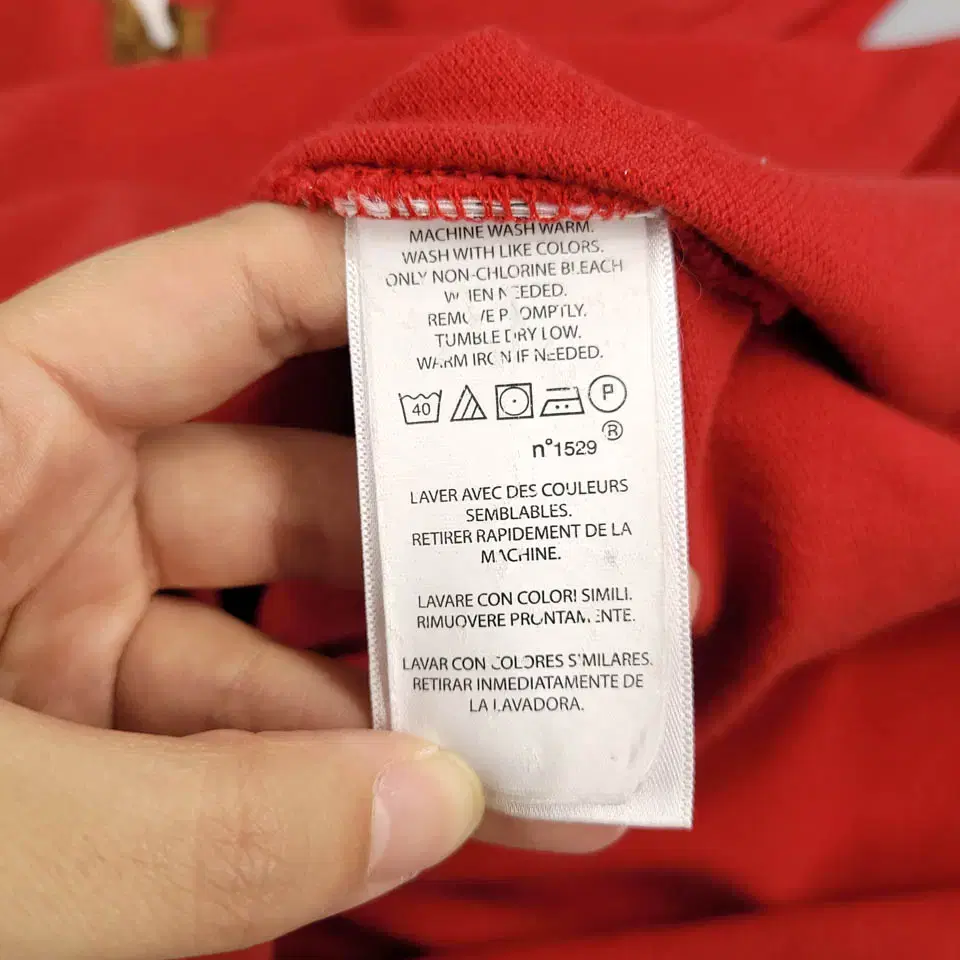 MACHINE WASH WARM.
WASH WITH LIKE COLORS.
ONLY NON-CHLORINE BLEACH
WHEN NEEDED.
REMOVE PROMPTLY.
TUMBLE DRY LOW.
WARM IRON IF NEEDED.
40 P
n°1529 ®
LAVER AVEC DES COULEURS
SEMBLABLES.
RETIRER RAPIDEMENT DE LA
MACHINE.
LAVARE CON COLORI SIMILI.
RIMUOVERE PRONTAMENTE.
LAVAR CON COLORES SIMILARES.
RETIRAR INMEDIATAMENTE DE
LA LAVADORA.